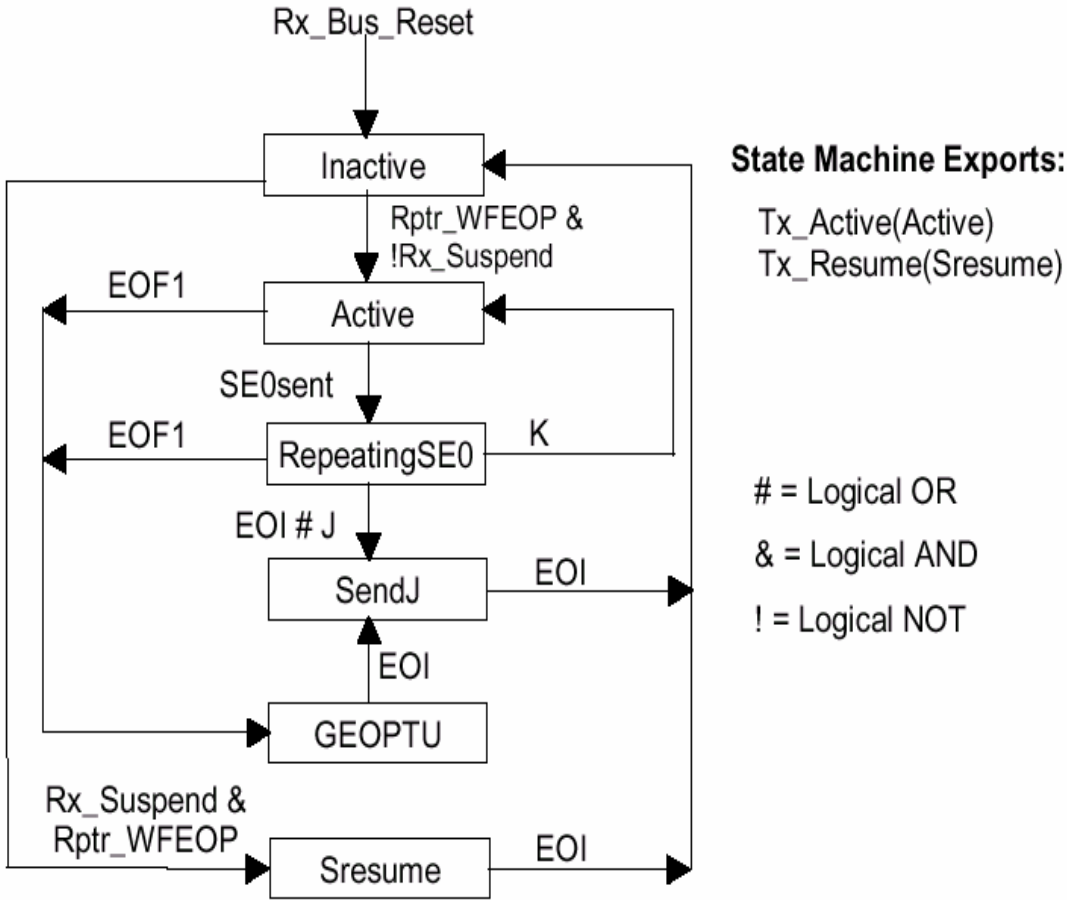 Rx_Bus_Reset
Inactive
State Machine Exports:
Rptr_WFEOP &
!Rx_Suspend
Tx_Active(Active)
Tx_Resume(Sresume)
EOF1
Active
SE0sent
EOF1
RepeatingSE0
K
# = Logical OR
EOI # J
& = Logical AND
SendJ
EOI
! = Logical NOT
EOI
GEOPTU
Rx_Suspend &
Rptr_WFEOP
Sresume
EOI